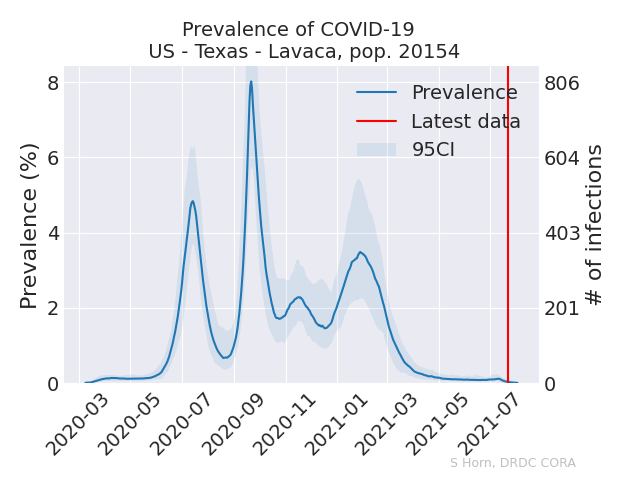 Prevalence of COVID-19
US - Texas - Lavaca, pop. 20154
Prevalence
Latest data
95CI
Prevalence (%)
8
6
4
2
0
806
604
403
201
0
# of infections
2020-03
2020-05
2020-07
2020-09
2020-11
2021-01
2021-03
2021-05
2021-07
S Horn, DRDC CORA